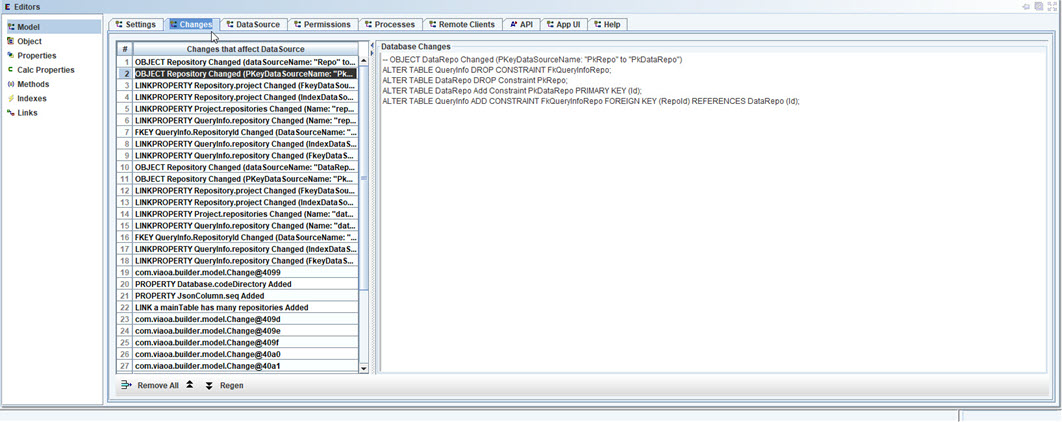 Editors
Model
Object
Properties
Calc Properties
Methods
Indexes
Links
Settings
Changes
DataSource
Permissions
Processes
Remote Clients
API
App UI
Help
# Changes that affect DataSource
1 OBJECT Repository Changed (dataSourceName: "Repo" to...
2 OBJECT Repository Changed (PKeyDataSourceName: "Pk...
3 LINKPROPERTY Repository.project Changed (FkeyDataSou...
4 LINKPROPERTY Repository.project Changed (IndexDataSo...
5 LINKPROPERTY Project.repositories Changed (Name: "rep...
6 LINKPROPERTY QueryInfo.repository Changed (Name: "rep...
7 FKEY QueryInfo.RepositoryId Changed (DataSourceName: "...
8 LINKPROPERTY QueryInfo.repository Changed (IndexDataS...
9 LINKPROPERTY QueryInfo.repository Changed (FkeyDataS...
10 OBJECT Repository Changed (dataSourceName: "DataRep...
11 OBJECT Repository Changed (PKeyDataSourceName: "Pk...
12 LINKPROPERTY Repository.project Changed (FkeyDataSou...
13 LINKPROPERTY Repository.project Changed (IndexDataSo...
14 LINKPROPERTY Project.repositories Changed (Name: "dat...
15 LINKPROPERTY QueryInfo.repository Changed (Name: "dat...
16 FKEY QueryInfo.RepositoryId Changed (DataSourceName: "...
17 LINKPROPERTY QueryInfo.repository Changed (IndexDataS...
18 LINKPROPERTY QueryInfo.repository Changed (FkeyDataS...
19 com.viaoa.builder.model.Change@4099
20 PROPERTY Database.codeDirectory Added
21 PROPERTY JsonColumn.seq Added
22 LINK a mainTable has many repositories Added
23 com.viaoa.builder.model.Change@409d
24 com.viaoa.builder.model.Change@409e
25 com.viaoa.builder.model.Change@409f
26 com.viaoa.builder.model.Change@40a0
27 com.viaoa.builder.model.Change@40a1
Remove All
Regen
Database Changes
-- OBJECT DataRepo Changed (PKeyDataSourceName: "PkRepo" to "PkDataRepo")
ALTER TABLE QueryInfo DROP CONSTRAINT FkQueryInfoRepo;
ALTER TABLE DataRepo DROP Constraint PkRepo;
ALTER TABLE DataRepo Add Constraint PkDataRepo PRIMARY KEY (Id);
ALTER TABLE QueryInfo ADD CONSTRAINT FkQueryInfoRepo FOREIGN KEY (RepoId) REFERENCES DataRepo (Id);